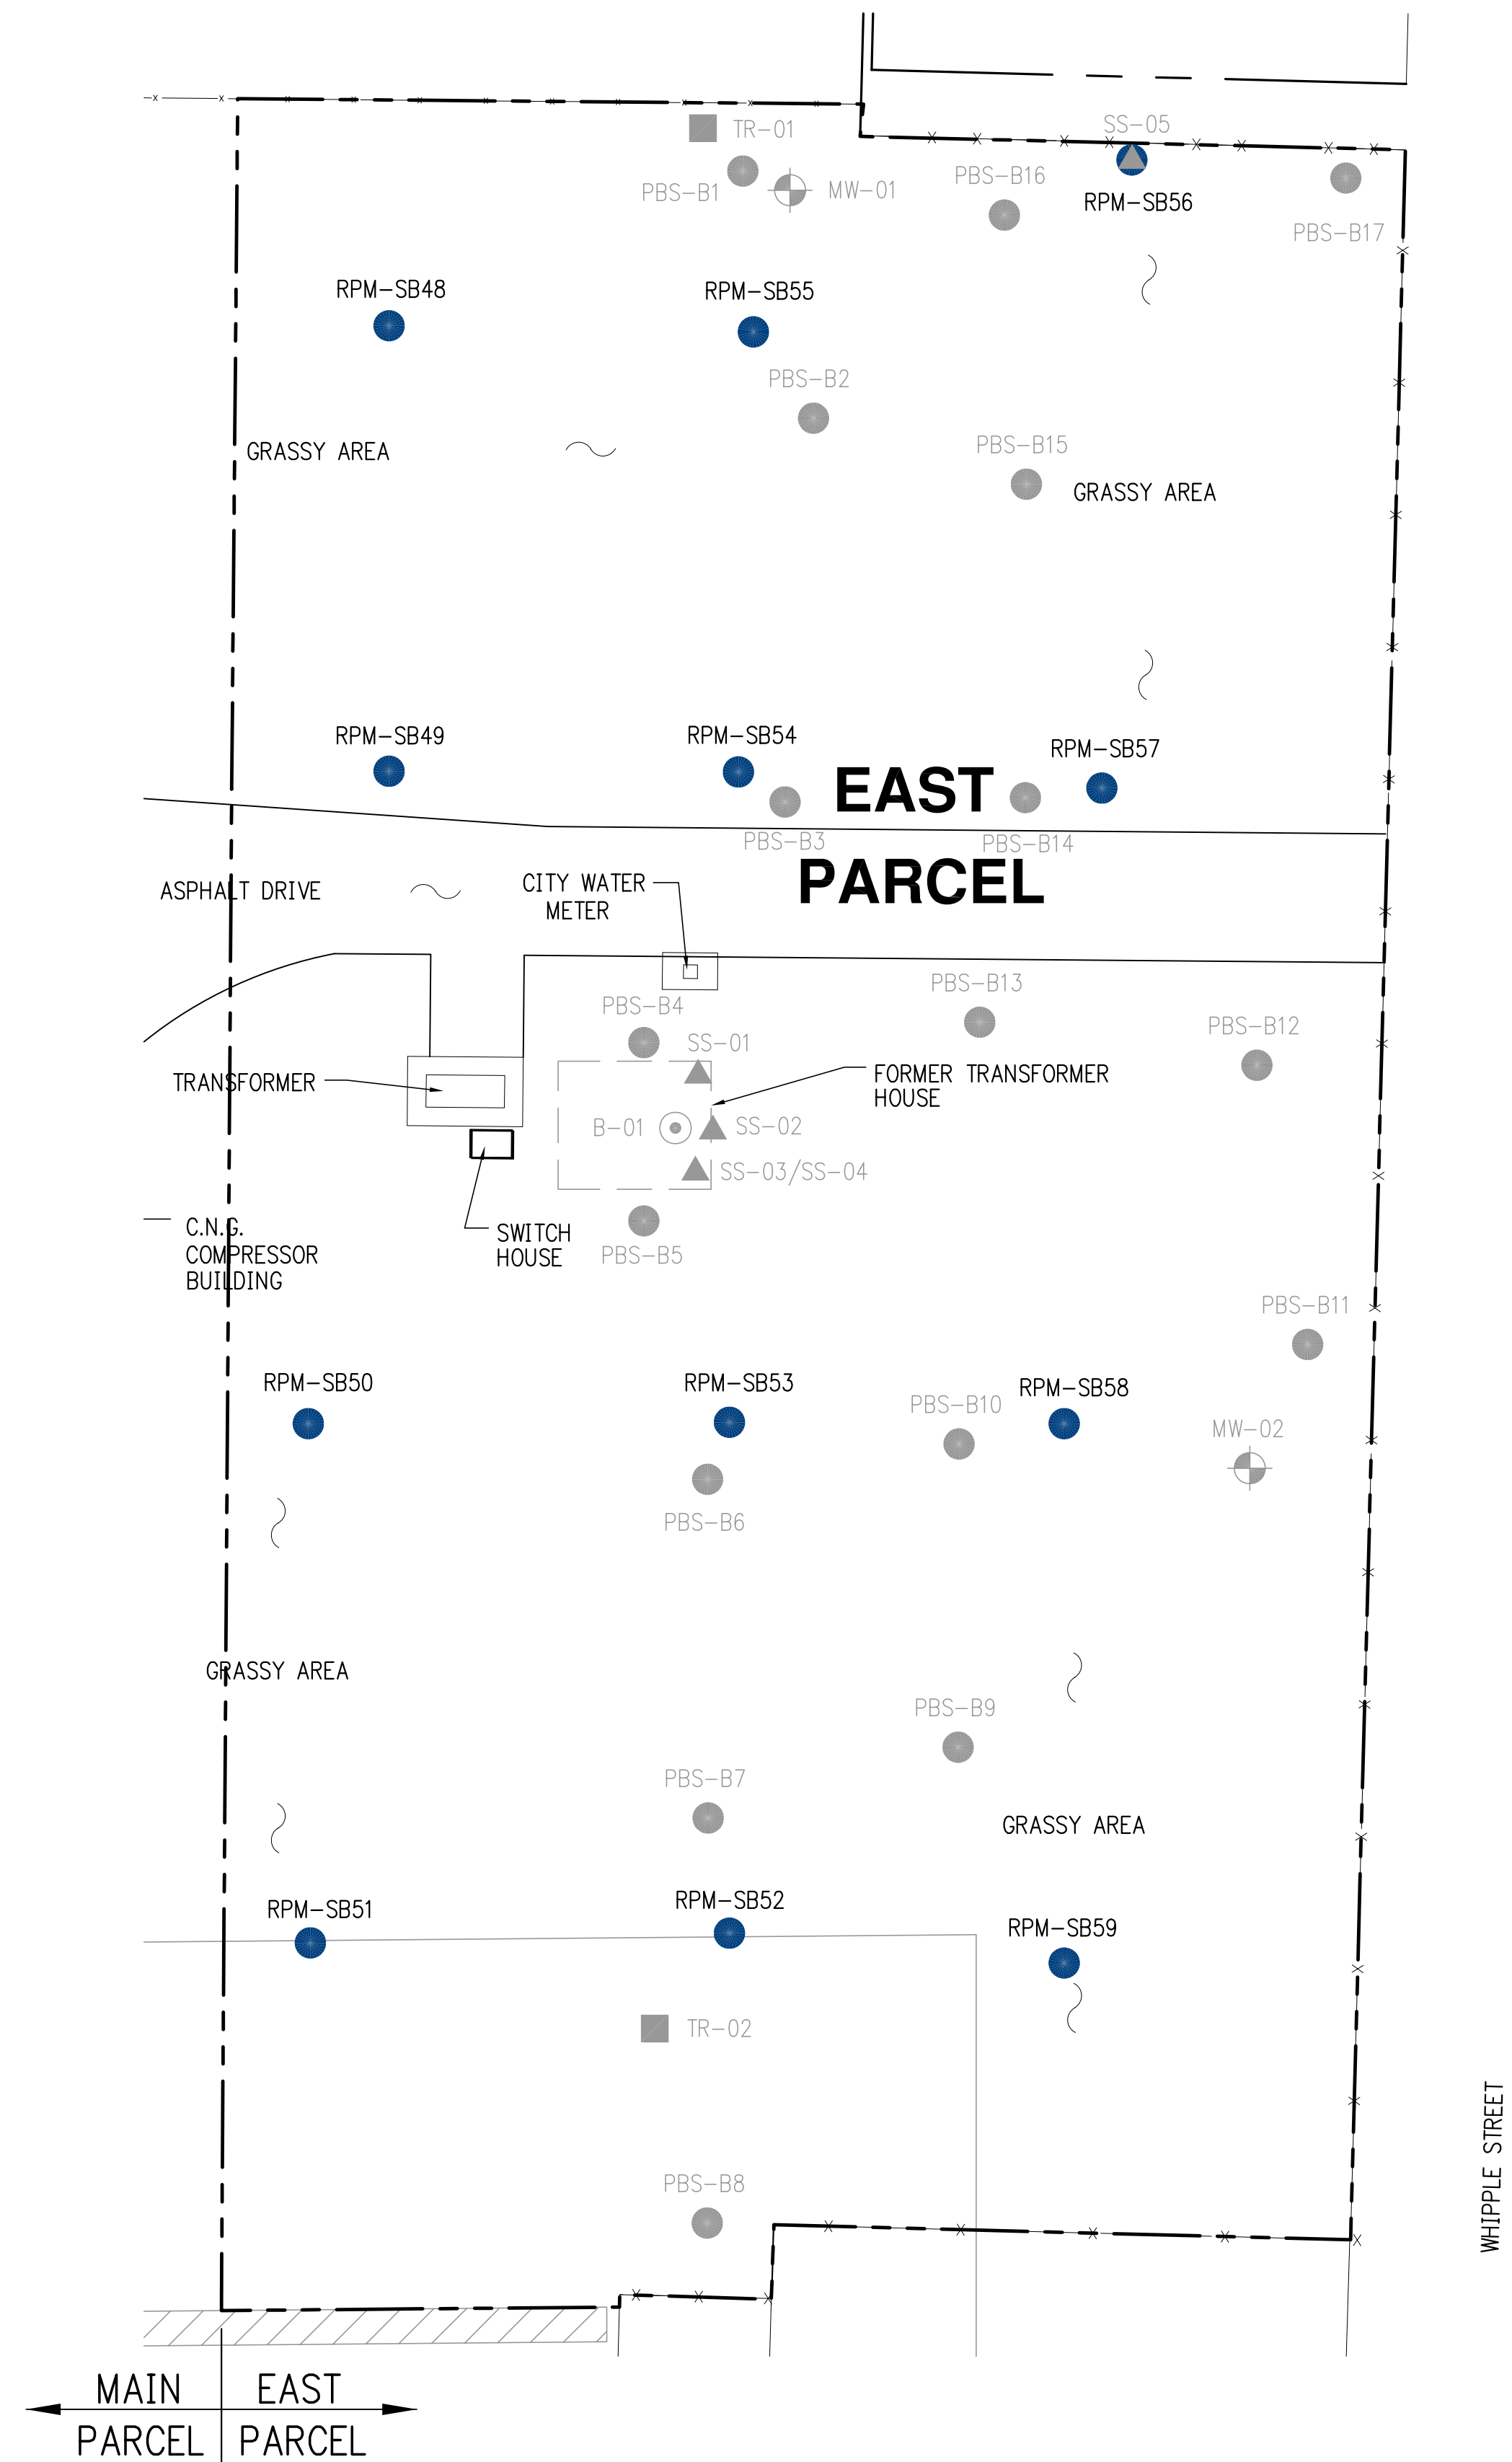 SS-05
TR-01
PBS-B16
PBS-B1
MW-01
RPM-SB56
PBS-B17
RPM-SB48
RPM-SB55
PBS-B2
GRASSY AREA
PBS-B15
GRASSY AREA
RPM-SB49
RPM-SB54
RPM-SB57
EAST
PBS-B3
PBS-B14
PARCEL
ASPHALT DRIVE
CITY WATER
METER
PBS-B13
PBS-B4
PBS-B12
SS-01
TRANSFORMER
FORMER TRANSFORMER
HOUSE
B-01
SS-02
SS-03/SS-04
C.N.G.
COMPRESSOR
BUILDING
SWITCH
HOUSE
PBS-B5
PBS-B11
RPM-SB50
RPM-SB53
RPM-SB58
PBS-B10
MW-02
PBS-B6
GRASSY AREA
PBS-B9
PBS-B7
GRASSY AREA
RPM-SB51
RPM-SB52
RPM-SB59
TR-02
WHIPPLE STREET
PBS-B8
MAIN
PARCEL
EAST
PARCEL